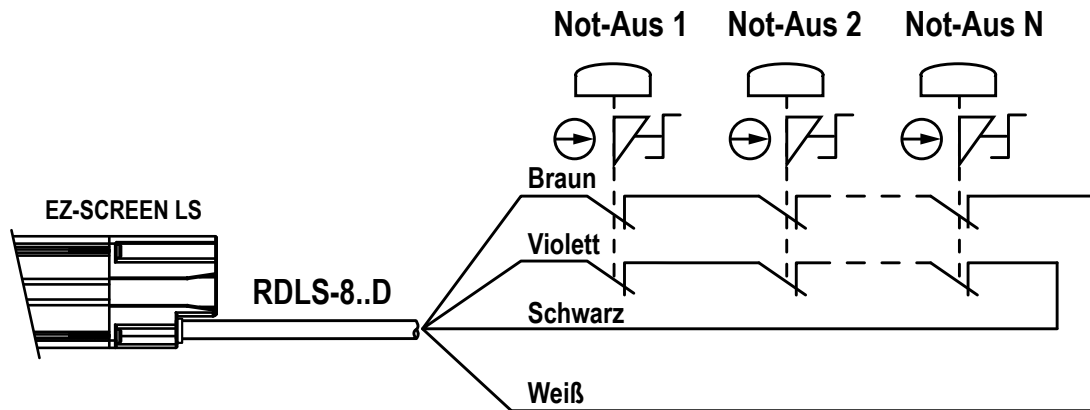 Not-Aus 1 Not-Aus 2 Not-Aus N
Braun
EZ-SCREEN LS
Violett
RDLS-8..D
Schwarz
Weiß